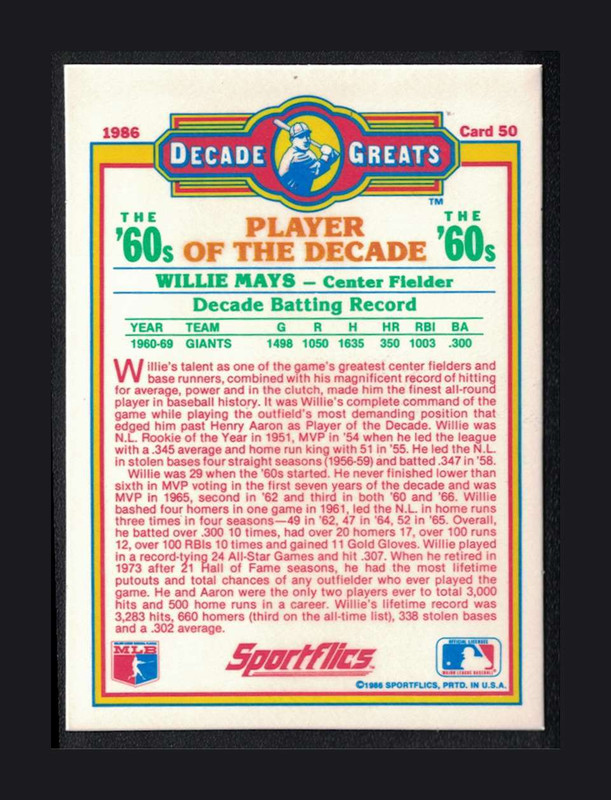 1986
Card 50
DECADE GREATS
TM
THE '60s
PLAYER OF THE DECADE
THE '60s
WILLIE MAYS – Center Fielder
Decade Batting Record
YEAR TEAM G R H HR RBI BA
1960-69 GIANTS 1498 1050 1635 350 1003 .300
Willie's talent as one of the game's greatest center fielders and
base runners, combined with his magnificent record of hitting
for average, power and in the clutch, made him the finest all-round
player in baseball history. It was Willie's complete command of the
game while playing the outfield's most demanding position that
edged him past Henry Aaron as Player of the Decade. Willie was
N.L. Rookie of the Year in 1951, MVP in '54 when he led the league
with a .345 average and home run king with 51 in '55. He led the N.L.
in stolen bases four straight seasons (1956-59) and batted .347 in '58.
Willie was 29 when the '60s started. He never finished lower than
sixth in MVP voting in the first seven years of the decade and was
MVP in 1965, second in '62 and third in both '60 and '66. Willie
bashed four homers in one game in 1961, led the N.L. in home runs
three times in four seasons—49 in '62, 47 in '64, 52 in '65. Overall,
he batted over .300 10 times, had over 20 homers 17, over 100 runs
12, over 100 RBIs 10 times and gained 11 Gold Gloves. Willie played
in a record-tying 24 All-Star Games and hit .307. When he retired in
1973 after 21 Hall of Fame seasons, he had the most lifetime
putouts and total chances of any outfielder who ever played the
game. He and Aaron were the only two players ever to total 3,000
hits and 500 home runs in a career. Willie's lifetime record was
3,283 hits, 660 homers (third on the all-time list), 338 stolen bases
and a .302 average.
MLB
Sportflics
OFFICIAL LICENSEE
MAJOR LEAGUE BASEBALL
©1986 SPORTFLICS, PRTD. IN U.S.A.